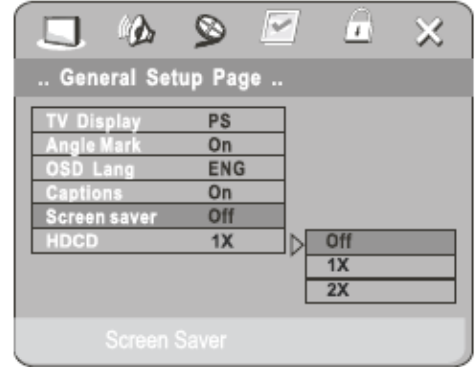 .. General Setup Page ..
TV Display PS
Angle Mark On
OSD Lang ENG
Captions On
Screen saver Off
HDCD 1X
Off
1X
2X
Screen Saver